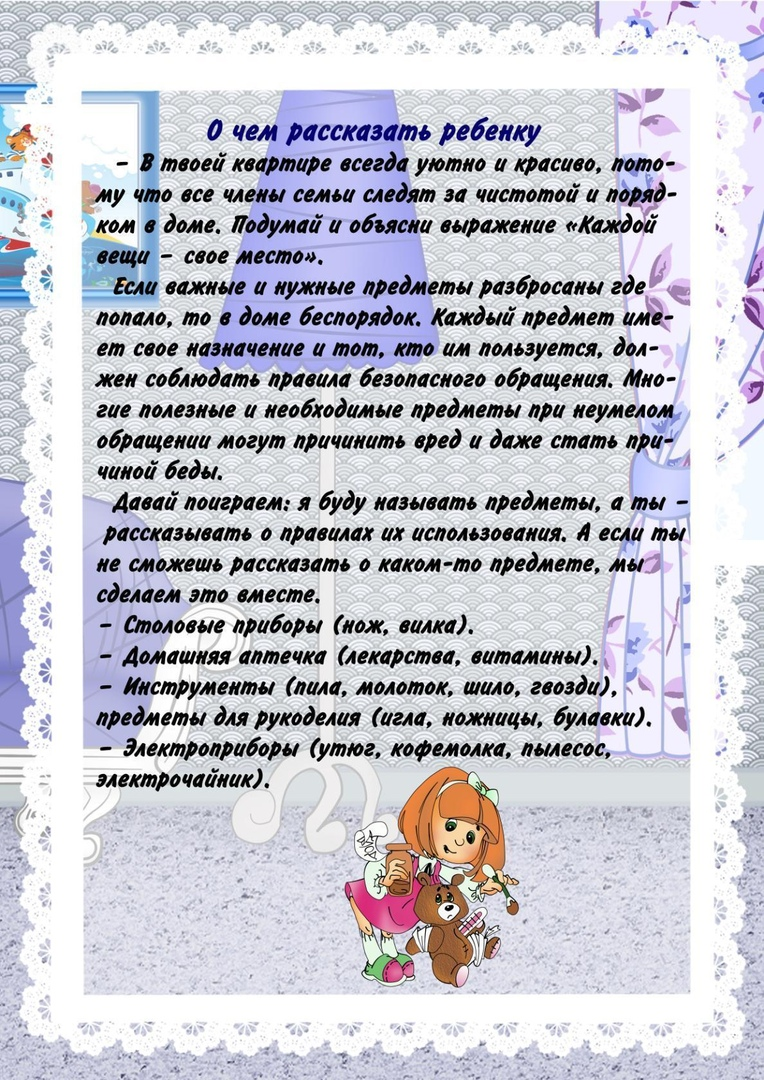 О чем рассказать ребенку
– В твоей квартире всегда уютно и красиво, пото-
му что все члены семьи следят за чистотой и поряд-
ком в доме. Подумай и объясни выражение «Каждой
вещи – свое место».
Если важные и нужные предметы разбросаны где
попало, то в доме беспорядок. Каждый предмет име-
ет свое назначение и тот, кто им пользуется, дол-
жен соблюдать правила безопасного обращения. Мно-
гие полезные и необходимые предметы при неумелом
обращении могут причинить вред и даже стать при-
чиной беды.
Давай поиграем: я буду называть предметы, а ты –
рассказывать о правилах их использования. А если ты
не сможешь рассказать о каком-то предмете, мы
сделаем это вместе.
– Столовые приборы (нож, вилка).
– Домашняя аптечка (лекарства, витамины).
– Инструменты (пила, молоток, шило, гвозди),
предметы для рукоделия (игла, ножницы, булавки).
– Электроприборы (утюг, кофемолка, пылесос,
электрочайник).